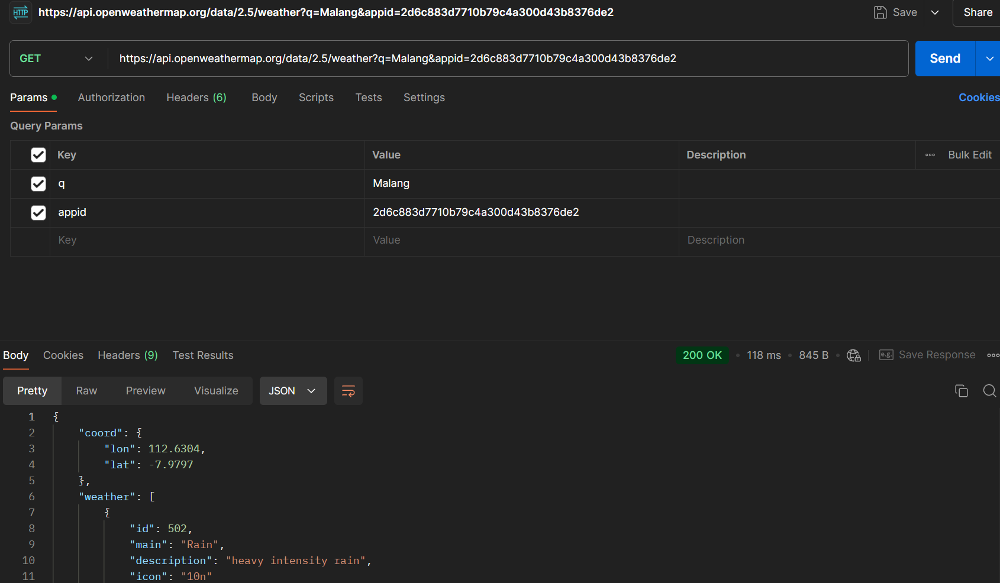 HTTP https://api.openweathermap.org/data/2.5/weather?q=Malang&appid=2d6c883d7710b79c4a300d43b8376de2 Save Share
GET https://api.openweathermap.org/data/2.5/weather?q=Malang&appid=2d6c883d7710b79c4a300d43b8376de2 Send
Params Authorization Headers (6) Body Scripts Tests Settings Cookies
Query Params
Key Value Description Bulk Edit
q Malang
appid 2d6c883d7710b79c4a300d43b8376de2
Key Value Description
Body Cookies Headers (9) Test Results 200 OK 118 ms 845 B e.g. Save Response
Pretty Raw Preview Visualize JSON
1 {
2 "coord": {
3 "lon": 112.6304,
4 "lat": -7.9797
5 },
6 "weather": [
7 {
8 "id": 502,
9 "main": "Rain",
10 "description": "heavy intensity rain",
11 "icon": "10n"